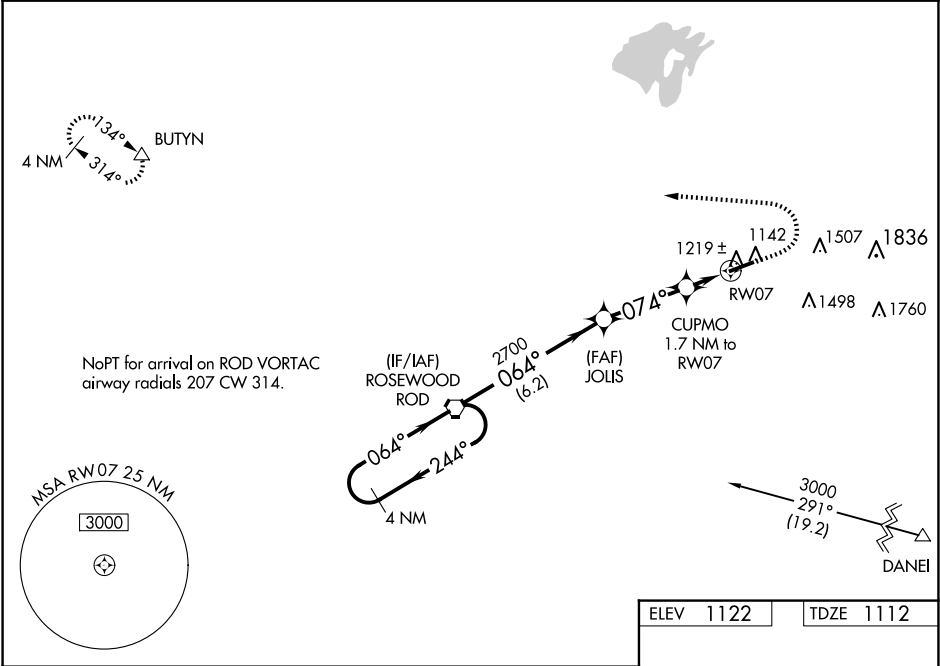 134°
BUTYN
4 NM
314°
1142
1219 ±
1507
1836
RW07
1498
1760
074°
CUPMO
1.7 NM to
RW07
NoPT for arrival on ROD VORTAC
airway radials 207 CW 314.
(IF/IAF)
ROSEWOOD
ROD
2700
064°
(6.2)
(FAF)
JOLIS
064°
244°
4 NM
MSA RW07 25 NM
3000
3000
291°
(19.2)
DANEI
ELEV 1122
TDZE 1112